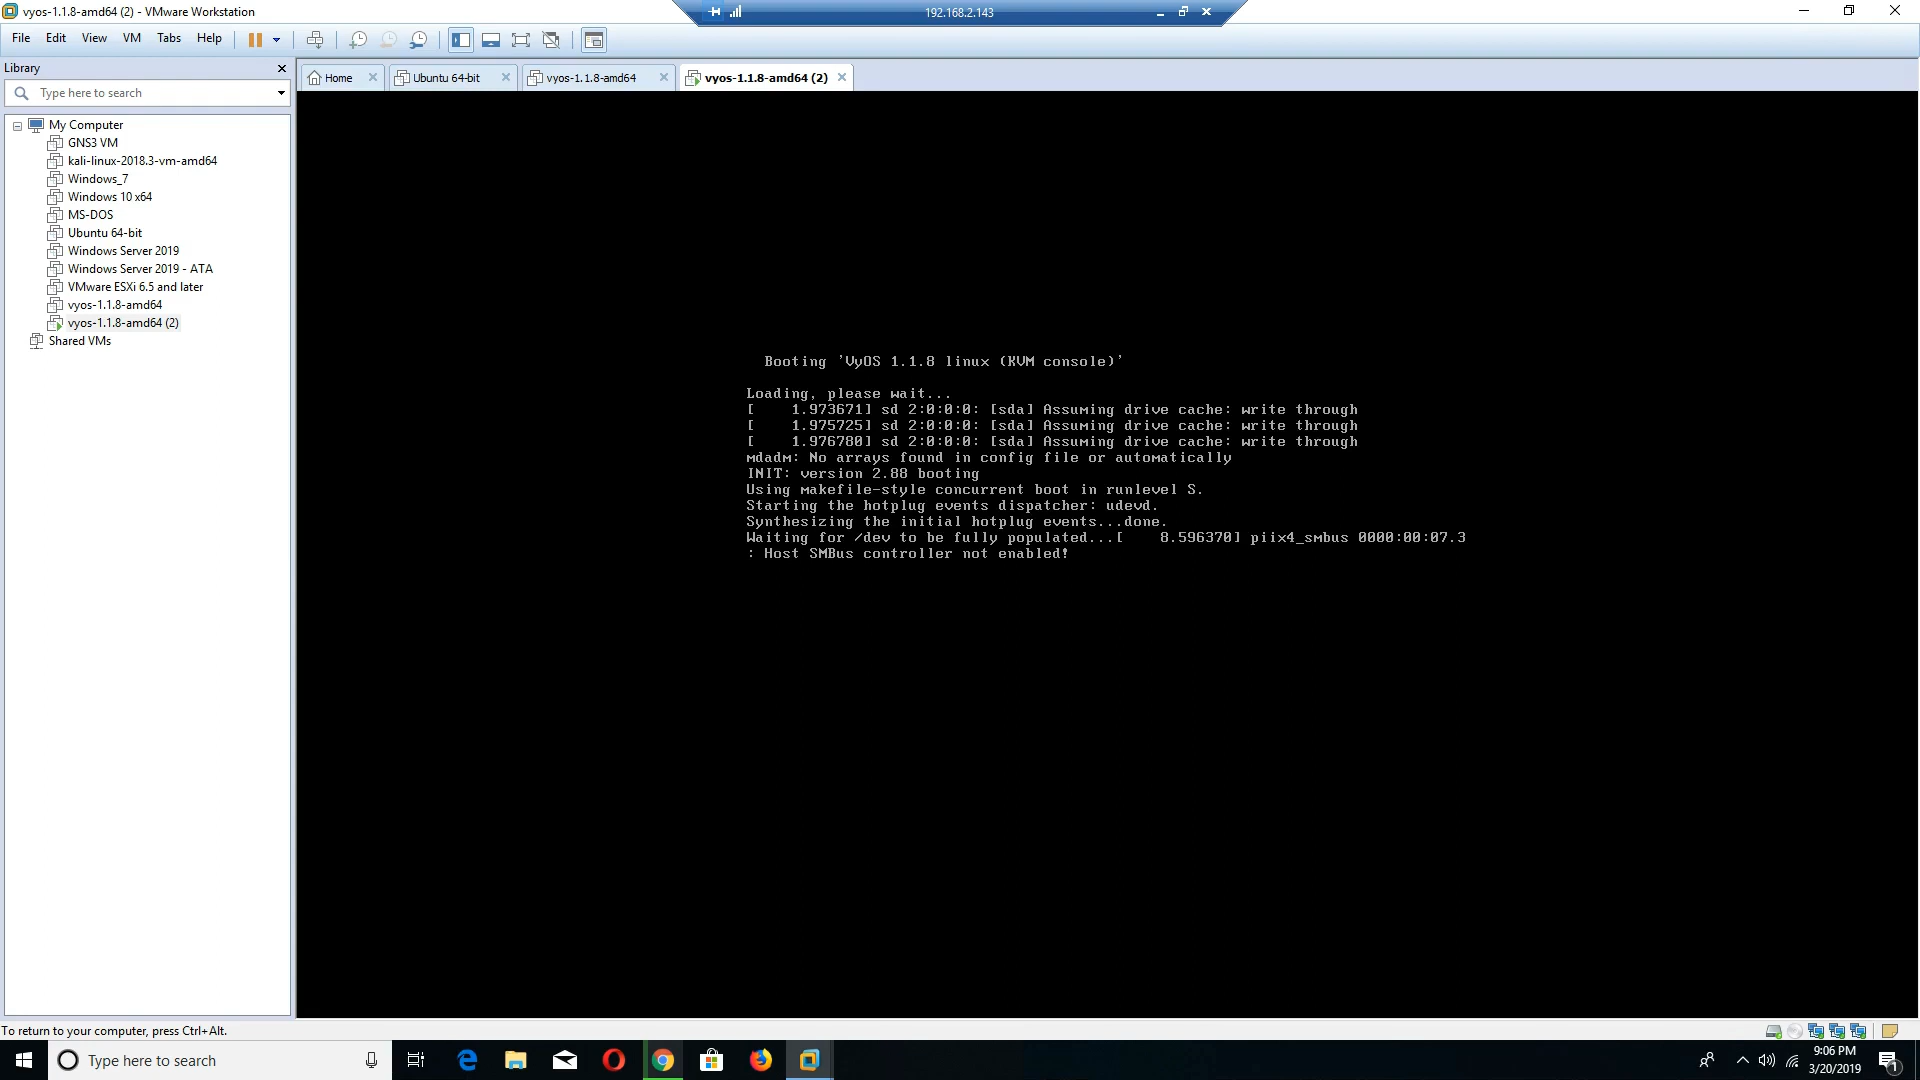 vyos-1.1.8-amd64 (2) - VMware Workstation
192.168.2.143
File Edit View VM Tabs Help
Library
Home
Ubuntu 64-bit
vyos-1.1.8-amd64
vyos-1.1.8-amd64 (2)
Type here to search
My Computer
GNS3 VM
kali-linux-2018.3-vm-amd64
Windows_7
Windows 10 x64
MS-DOS
Ubuntu 64-bit
Windows Server 2019
Windows Server 2019 - ATA
VMware ESXi 6.5 and later
vyos-1.1.8-amd64
vyos-1.1.8-amd64 (2)
Shared VMs
Booting 'VyOS 1.1.8 linux (KVM console)'
Loading, please wait...
[    1.973671] sd 2:0:0:0: [sda] Assuming drive cache: write through
[    1.975725] sd 2:0:0:0: [sda] Assuming drive cache: write through
[    1.976780] sd 2:0:0:0: [sda] Assuming drive cache: write through
mdadm: No arrays found in config file or automatically
INIT: version 2.88 booting
Using makefile-style concurrent boot in runlevel S.
Starting the hotplug events dispatcher: udevd.
Synthesizing the initial hotplug events...done.
Waiting for /dev to be fully populated...[    8.596370] piix4_smbus 0000:00:07.3
: Host SMBus controller not enabled!
To return to your computer, press Ctrl+Alt.
Type here to search
9:06 PM
3/20/2019
1